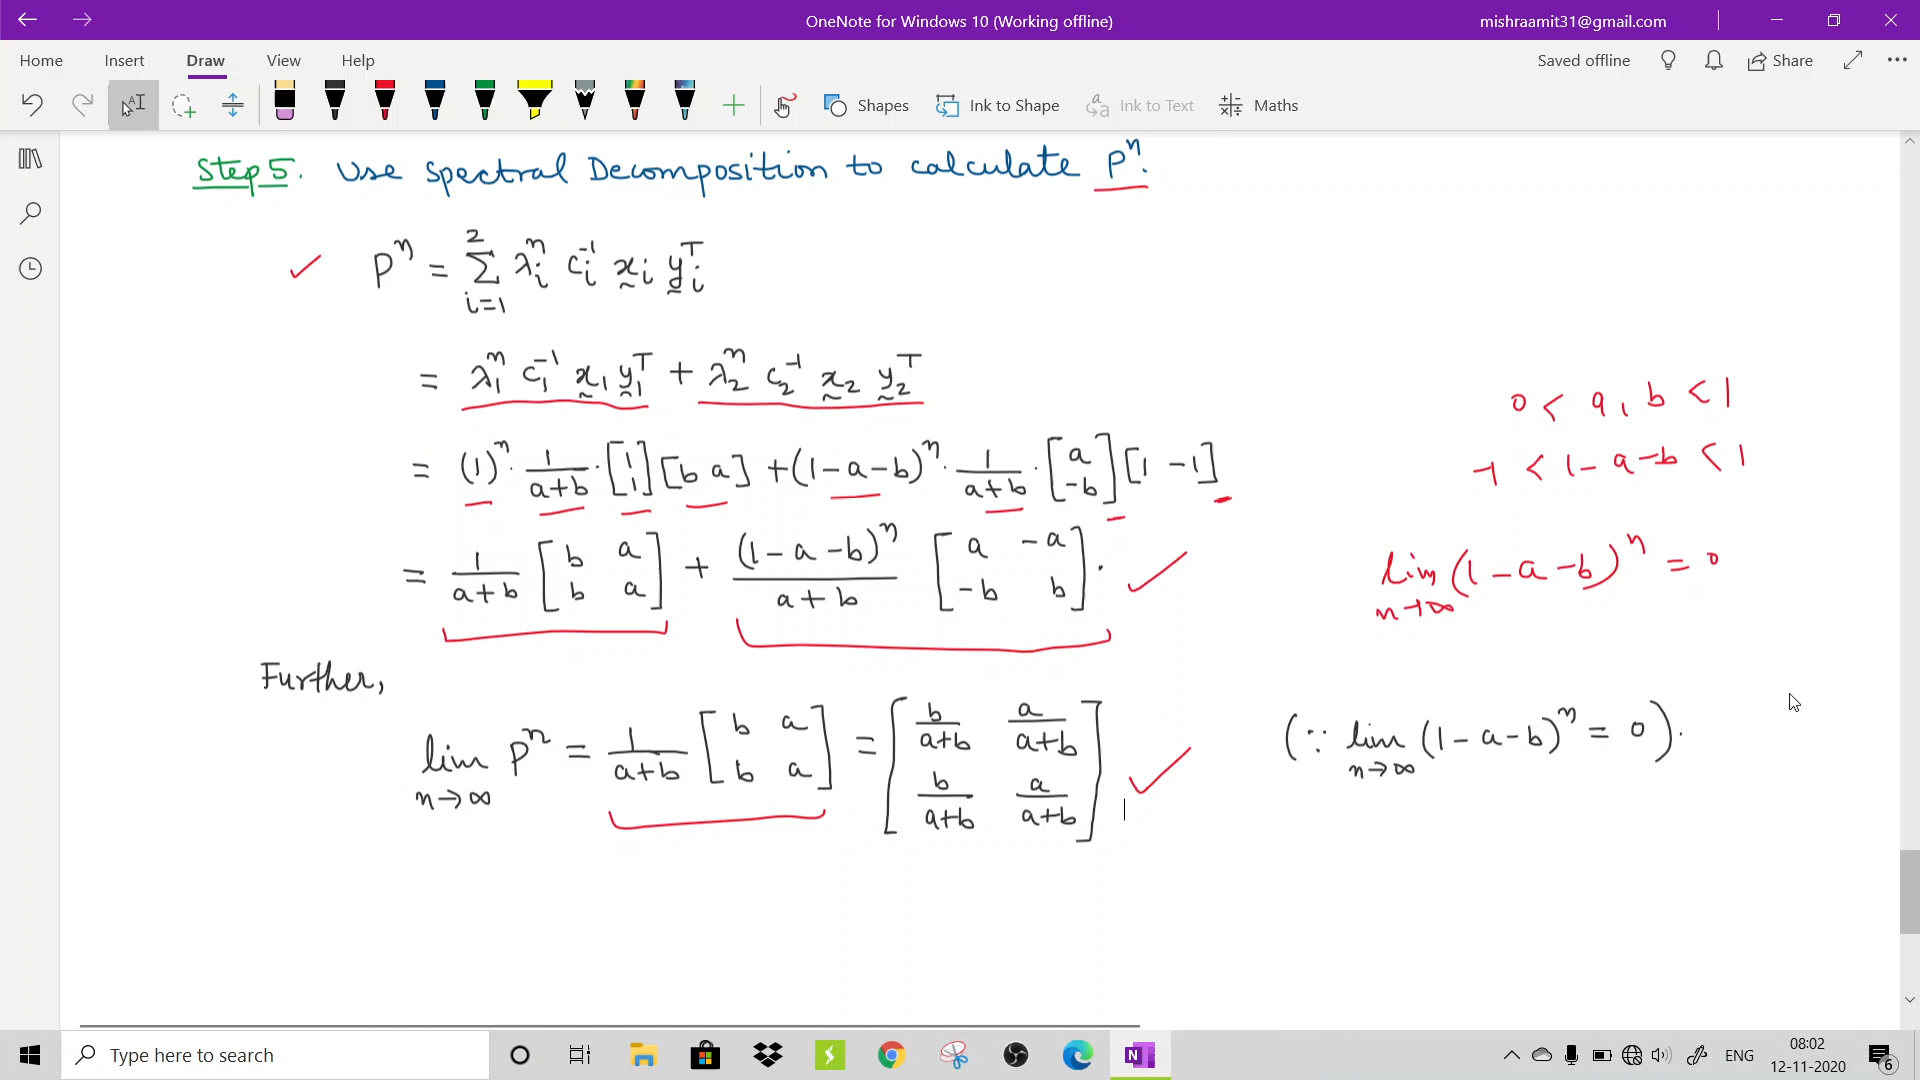 OneNote for Windows 10 (Working offline)
mishraamit31@gmail.com
Home Insert Draw View Help
Saved offline Share
Shapes Ink to Shape Ink to Text Maths
Step 5. Use Spectral Decomposition to calculate Pⁿ.
Pⁿ = Σ_{i=1}^{2} λᵢⁿ cᵢ⁻¹ xᵢ yᵢᵀ
= λ₁ⁿ c₁⁻¹ x₁ y₁ᵀ + λ₂ⁿ c₂⁻¹ x₂ y₂ᵀ
0 < a, b < 1
-1 < 1-a-b < 1
= (1)ⁿ · 1/(a+b) · [1; 1] [b a] + (1-a-b)ⁿ · 1/(a+b) · [a; -b] [1 -1]
= 1/(a+b) [b a; b a] + (1-a-b)ⁿ/(a+b) [a -a; -b b].
lim_{n→∞} (1-a-b)ⁿ = 0
Further,
lim_{n→∞} Pⁿ = 1/(a+b) [b a; b a] = [b/(a+b) a/(a+b); b/(a+b) a/(a+b)]
(∵ lim_{n→∞} (1-a-b)ⁿ = 0).
Type here to search
ENG
08:02
12-11-2020
6